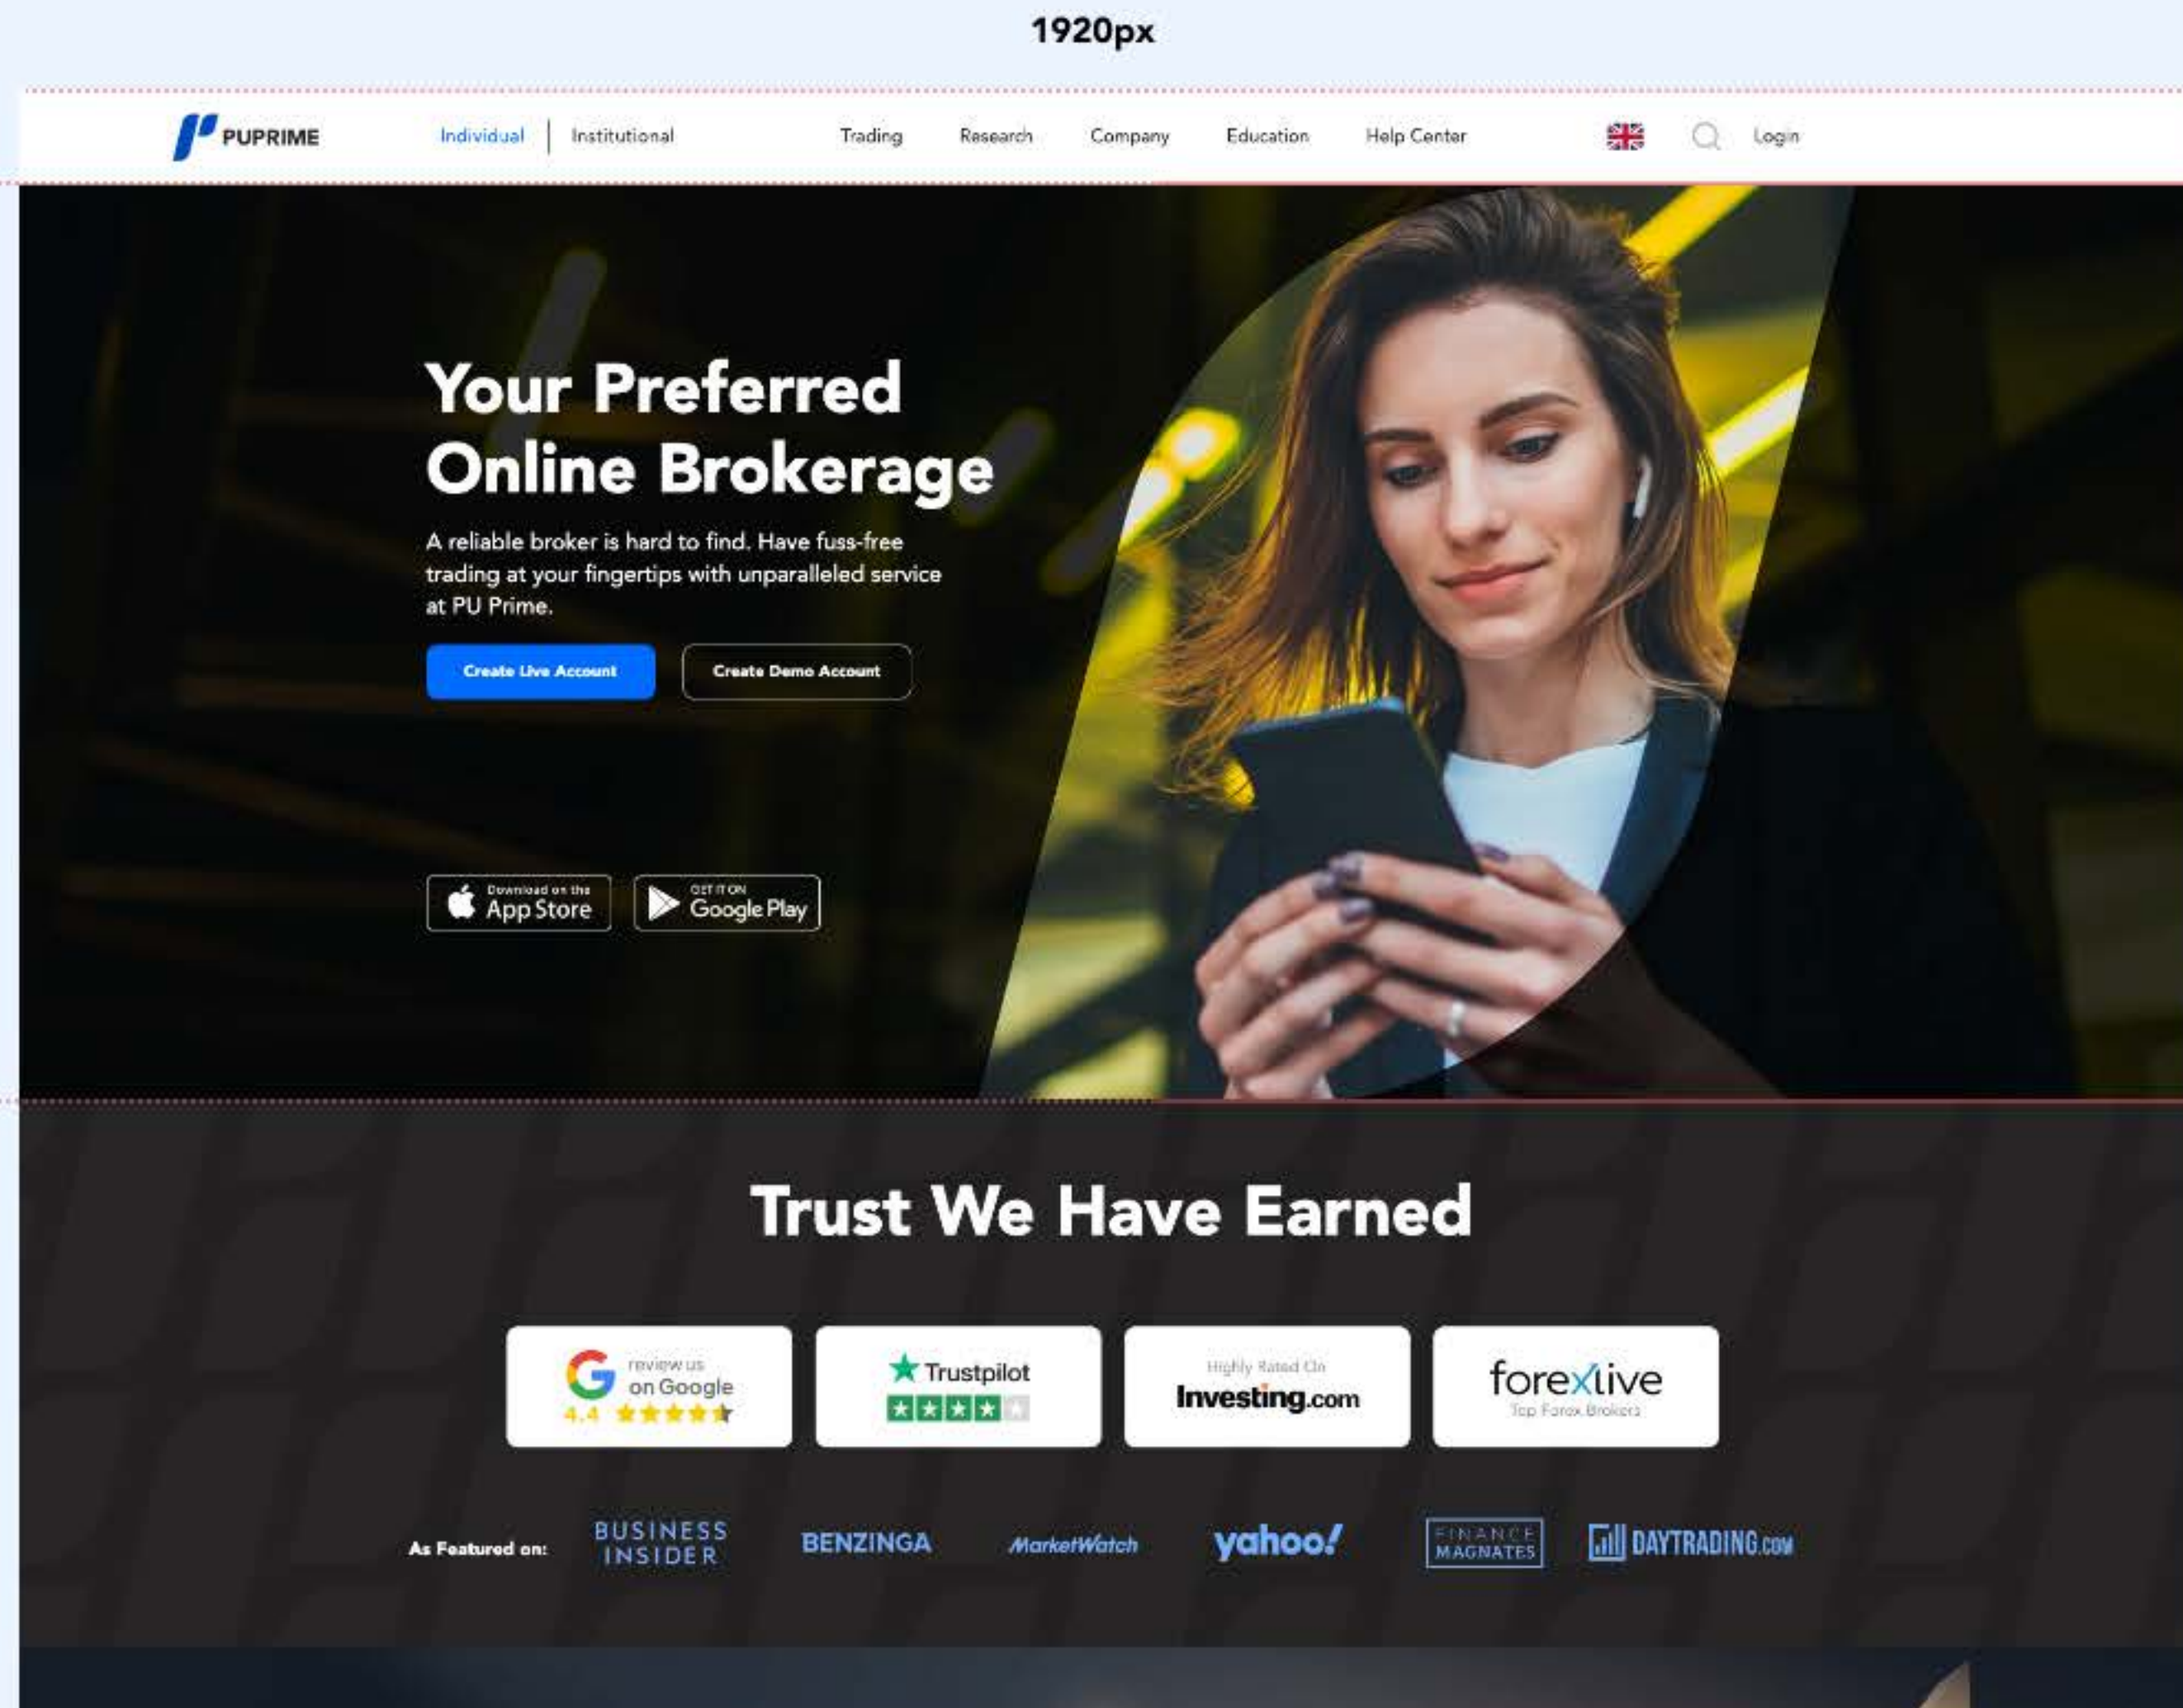 1920px
PUPRIME
Individual
Institutional
Trading
Research
Company
Education
Help Center
Login
Your Preferred
Online Brokerage
A reliable broker is hard to find. Have fuss-free
trading at your fingertips with unparalleled service
at PU Prime.
Create Live Account
Create Demo Account
Download on the
App Store
GET IT ON
Google Play
Trust We Have Earned
review us
on Google
4.4
Trustpilot
Highly Rated On
Investing.com
forexlive
Top Forex Brokers
As Featured on:
BUSINESS
INSIDER
BENZINGA
MarketWatch
yahoo!
FINANCE
MAGNATES
DAYTRADING.COM